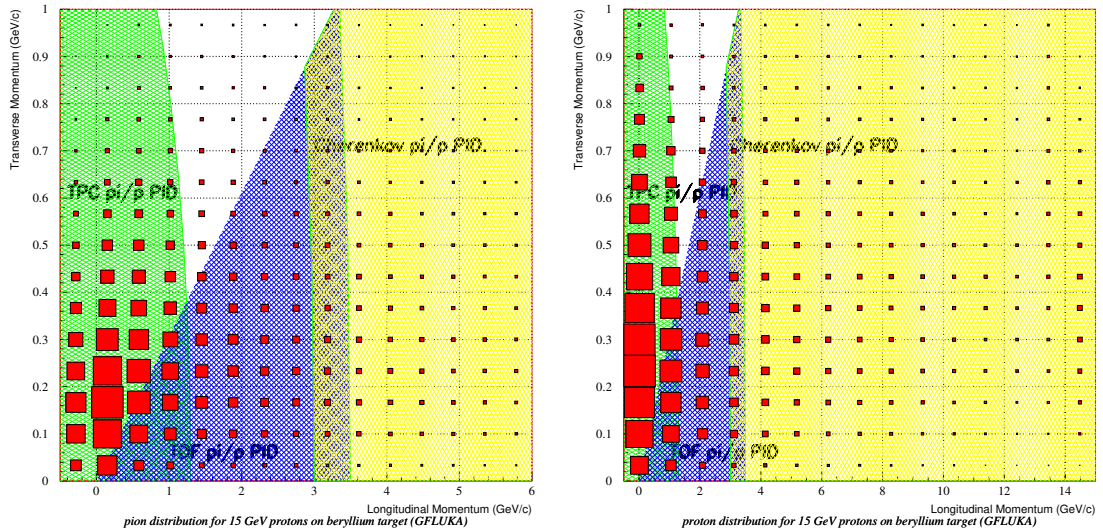 Transverse Momentum (GeV/c)
1
0.9
0.8
0.7
0.6
0.5
0.4
0.3
0.2
0.1
0
TPC pi/p PID
Cherenkov pi/p PID.
TOF pi/p PID
0 1 2 3 4 5 6
Longitudinal Momentum (GeV/c)
pion distribution for 15 GeV protons on beryllium target (GFLUKA)
Transverse Momentum (GeV/c)
1
0.9
0.8
0.7
0.6
0.5
0.4
0.3
0.2
0.1
0
Cherenkov pi/p PID
TPC pi/p PID
TOF pi/p PID
0 2 4 6 8 10 12 14
Longitudinal Momentum (GeV/c)
proton distribution for 15 GeV protons on beryllium target (GFLUKA)